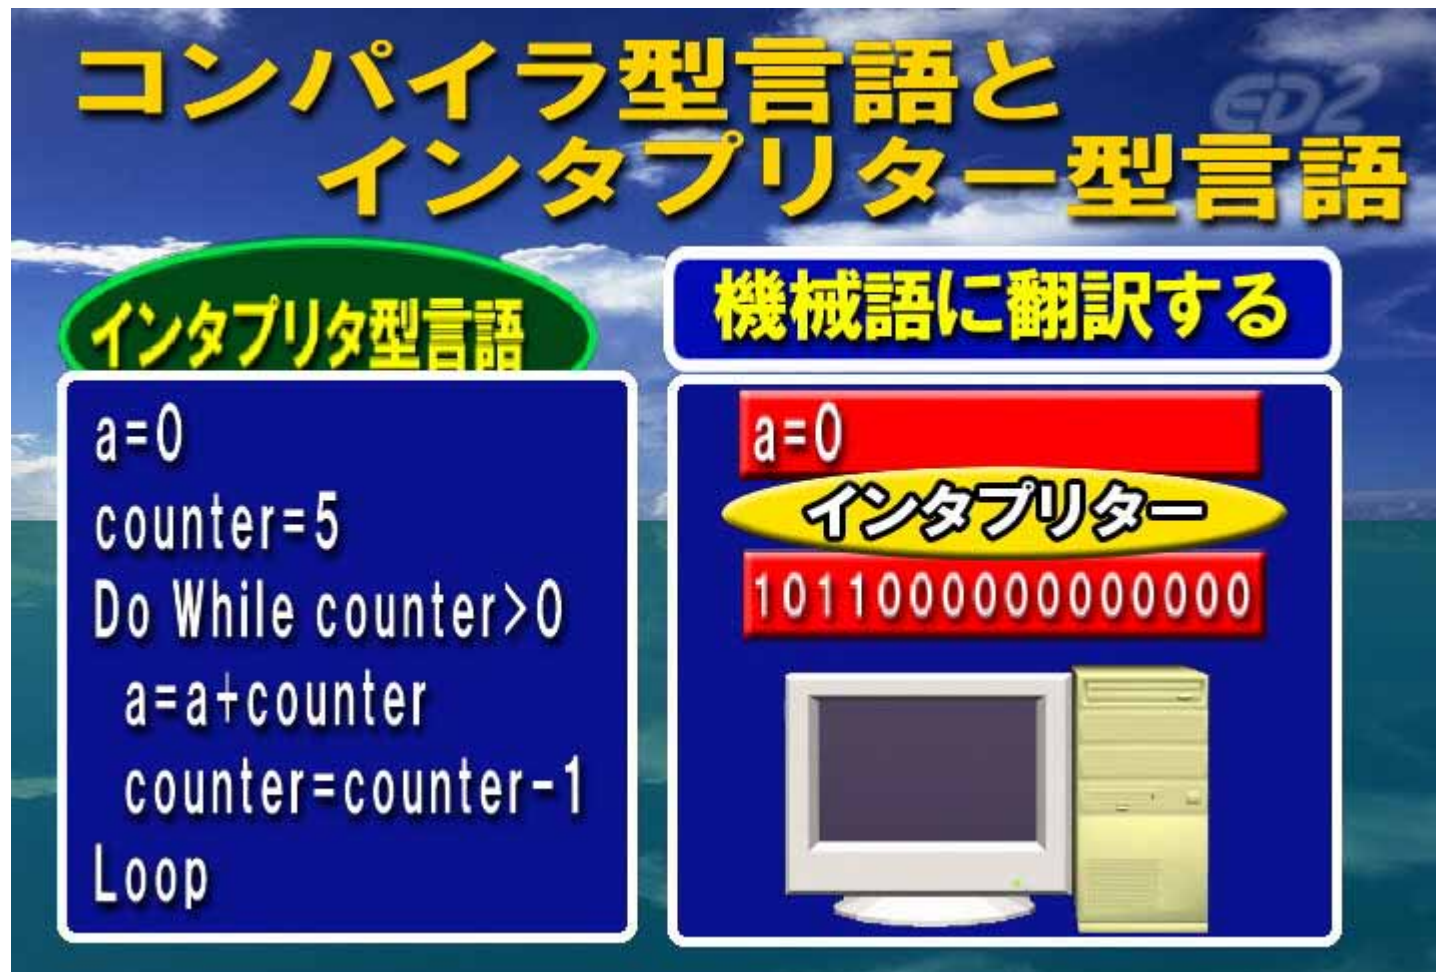 コンパイラ型言語と
インタプリター型言語
ED2
インタプリタ型言語
a=0
counter=5
Do While counter>0
a=a+counter
counter=counter-1
Loop
機械語に翻訳する
a=0
インタプリター
1011000000000000